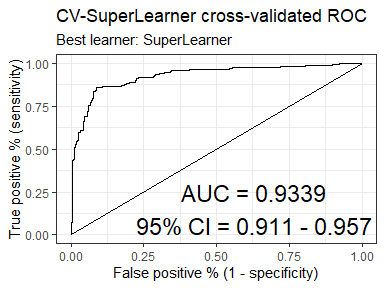 CV-SuperLearner cross-validated ROC
Best learner: SuperLearner
True positive % (sensitivity)
1.00
0.75
0.50
0.25
0.00
AUC = 0.9339
95% CI = 0.911 - 0.957
0.00 0.25 0.50 0.75 1.00
False positive % (1 - specificity)